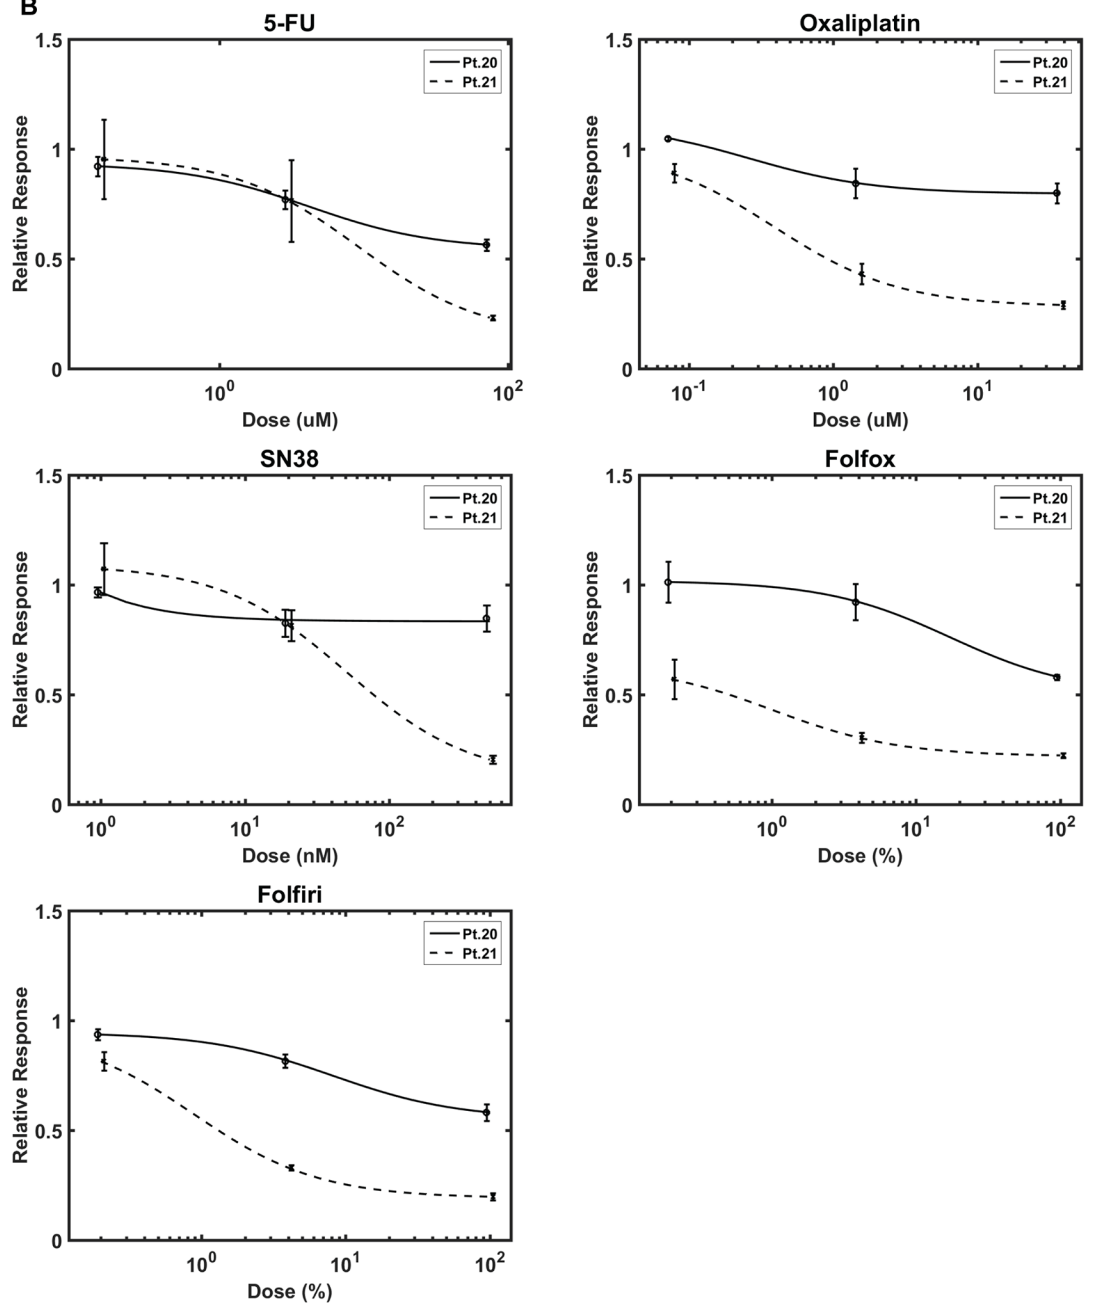 B
5-FU
1.5
1
0.5
0
Relative Response
Pt.20
Pt.21
10^0
10^2
Dose (uM)
Oxaliplatin
1.5
1
0.5
0
Relative Response
Pt.20
Pt.21
10^-1
10^0
10^1
Dose (uM)
SN38
1.5
1
0.5
0
Relative Response
Pt.20
Pt.21
10^0
10^1
10^2
Dose (nM)
Folfox
1.5
1
0.5
0
Relative Response
Pt.20
Pt.21
10^0
10^1
10^2
Dose (%)
Folfiri
1.5
1
0.5
0
Relative Response
Pt.20
Pt.21
10^0
10^1
10^2
Dose (%)